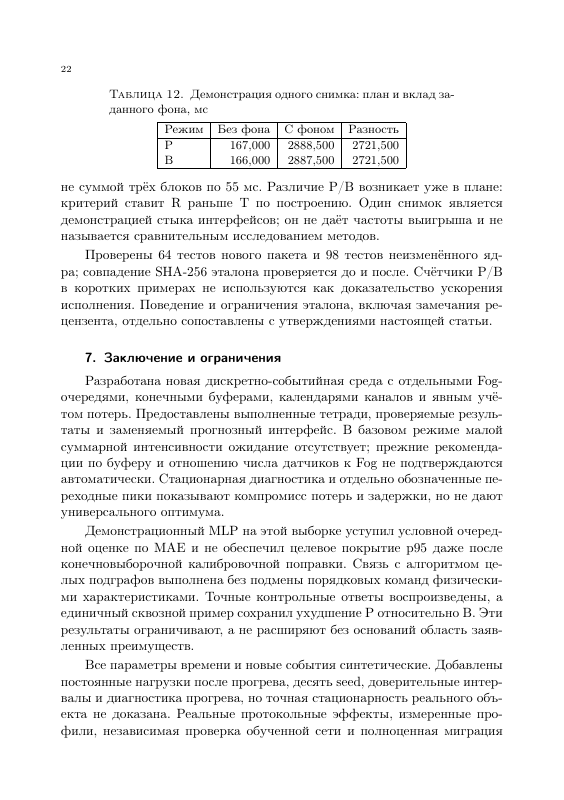 22
Таблица 12. Демонстрация одного снимка: план и вклад за-
данного фона, мс
Режим Без фона С фоном Разность
P 167,000 2888,500 2721,500
B 166,000 2887,500 2721,500
не суммой трёх блоков по 55 мс. Различие P/B возникает уже в плане:
критерий ставит R раньше T по построению. Один снимок является
демонстрацией стыка интерфейсов; он не даёт частоты выигрыша и не
называется сравнительным исследованием методов.
Проверены 64 тестов нового пакета и 98 тестов неизменённого яд-
ра; совпадение SHA-256 эталона проверяется до и после. Счётчики P/B
в коротких примерах не используются как доказательство ускорения
исполнения. Поведение и ограничения эталона, включая замечания ре-
цензента, отдельно сопоставлены с утверждениями настоящей статьи.
7. Заключение и ограничения
Разработана новая дискретно-событийная среда с отдельными Fog-
очередями, конечными буферами, календарями каналов и явным учё-
том потерь. Предоставлены выполненные тетради, проверяемые резуль-
таты и заменяемый прогнозный интерфейс. В базовом режиме малой
суммарной интенсивности ожидание отсутствует; прежние рекоменда-
ции по буферу и отношению числа датчиков к Fog не подтверждаются
автоматически. Стационарная диагностика и отдельно обозначенные пе-
реходные пики показывают компромисс потерь и задержки, но не дают
универсального оптимума.
Демонстрационный MLP на этой выборке уступил условной очеред-
ной оценке по MAE и не обеспечил целевое покрытие p95 даже после
конечновыборочной калибровочной поправки. Связь с алгоритмом це-
лых подграфов выполнена без подмены порядковых команд физически-
ми характеристиками. Точные контрольные ответы воспроизведены, а
единичный сквозной пример сохранил ухудшение P относительно B. Эти
результаты ограничивают, а не расширяют без оснований область заяв-
ленных преимуществ.
Все параметры времени и новые события синтетические. Добавлены
постоянные нагрузки после прогрева, десять seed, доверительные интер-
валы и диагностика прогрева, но точная стационарность реального объ-
екта не доказана. Реальные протокольные эффекты, измеренные про-
фили, независимая проверка обученной сети и полноценная миграция